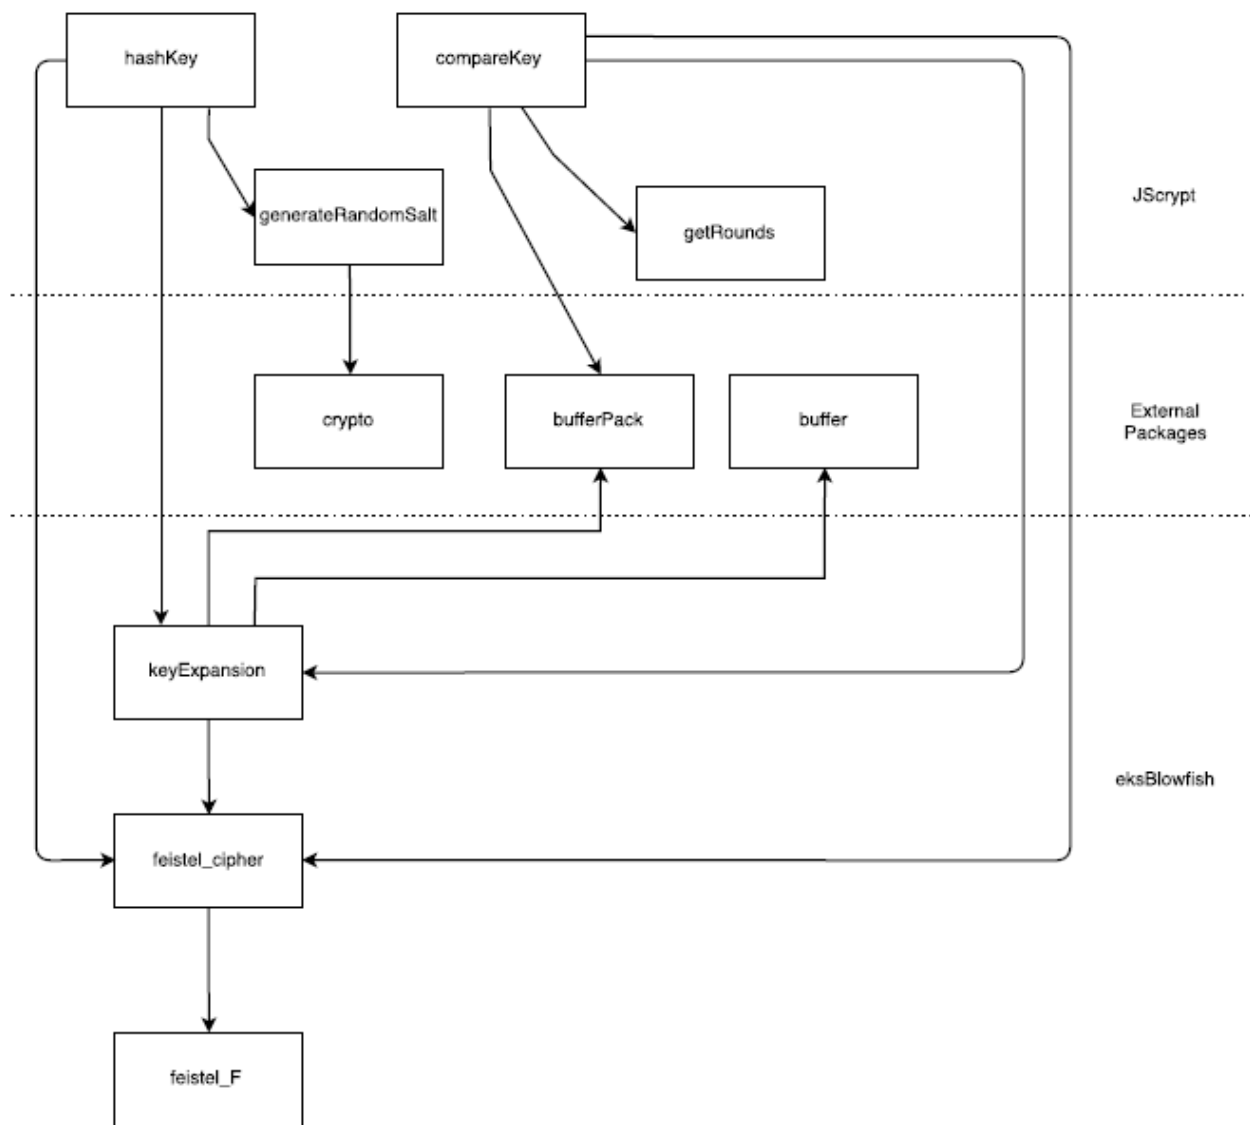 hashKey
compareKey
generateRandomSalt
getRounds
JScrypt
crypto
bufferPack
buffer
External
Packages
keyExpansion
eksBlowfish
feistel_cipher
feistel_F